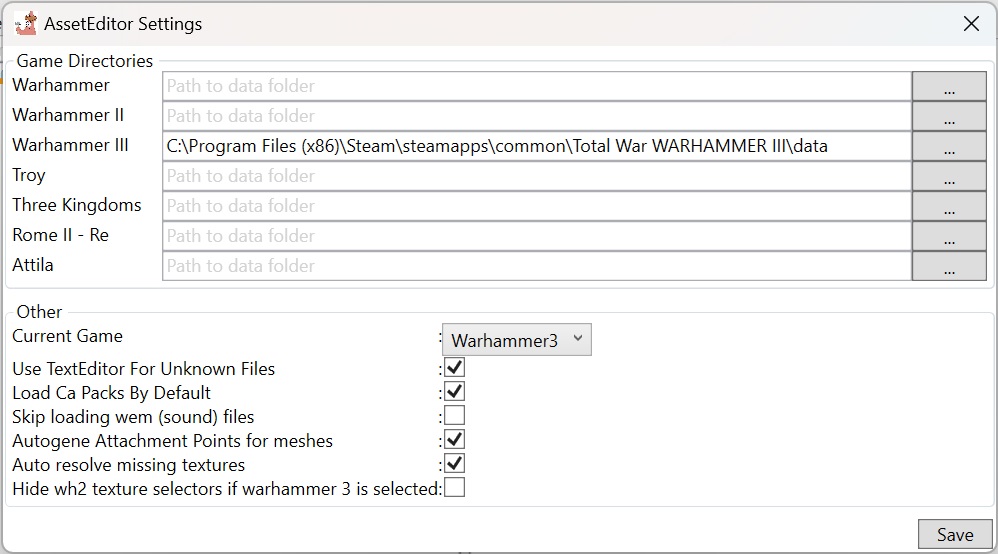 AssetEditor Settings
Game Directories
Warhammer Path to data folder ...
Warhammer II Path to data folder ...
Warhammer III C:\Program Files (x86)\Steam\steamapps\common\Total War WARHAMMER III\data ...
Troy Path to data folder ...
Three Kingdoms Path to data folder ...
Rome II - Re Path to data folder ...
Attila Path to data folder ...
Other
Current Game : Warhammer3
Use TextEditor For Unknown Files :
Load Ca Packs By Default :
Skip loading wem (sound) files :
Autogene Attachment Points for meshes :
Auto resolve missing textures :
Hide wh2 texture selectors if warhammer 3 is selected:
Save